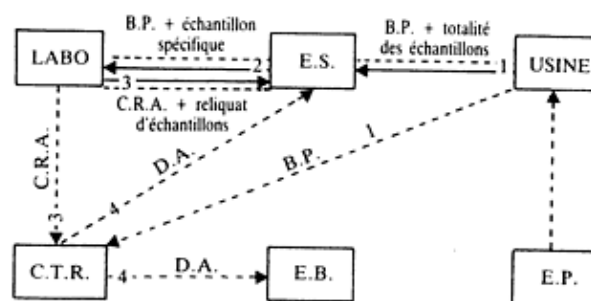 B.P. + échantillon
spécifique
B.P. + totalité
des échantillons
LABO
E.S.
USINE
2
1
3
C.R.A. + reliquat
d'échantillons
C.R.A.
3
D.A.
4
B.P.
1
C.T.R.
4
D.A.
E.B.
E.P.